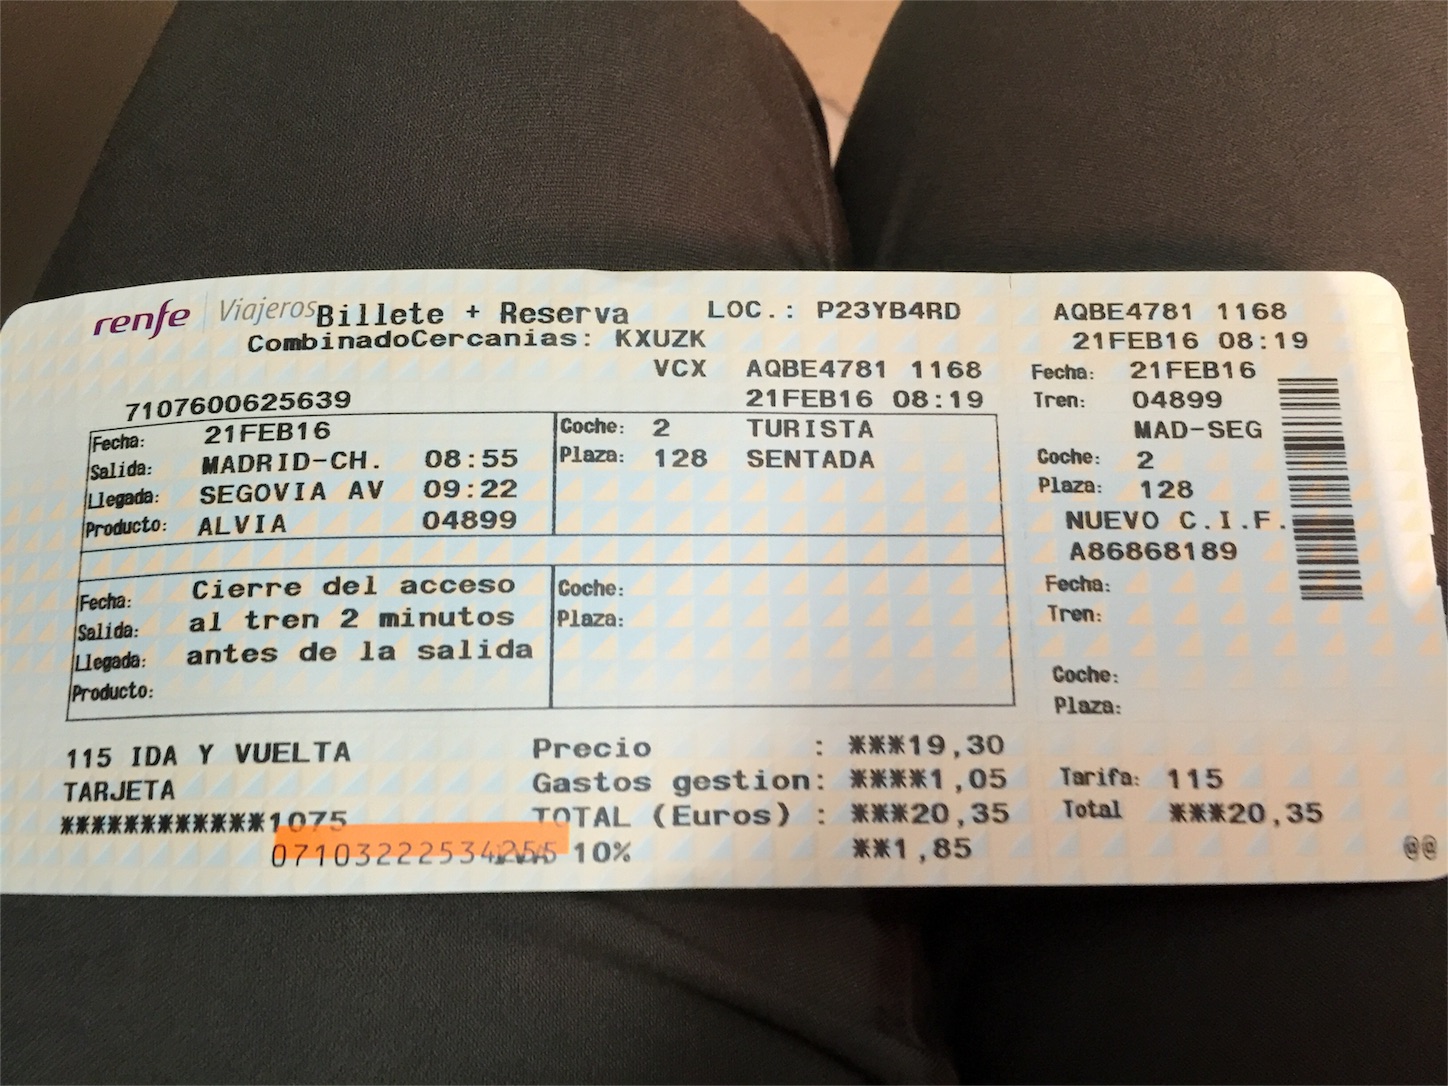 renfe Viajeros Billete + Reserva LOC.: P23YB4RD
CombinadoCercanias: KXUZK
VCX AQBE4781 1168
7107600625639 21FEB16 08:19
Fecha: 21FEB16
Salida: MADRID-CH. 08:55
Llegada: SEGOVIA AV 09:22
Producto: ALVIA 04899
Coche: 2 TURISTA
Plaza: 128 SENTADA
Fecha: Cierre del acceso
Salida: al tren 2 minutos
Llegada: antes de la salida
Producto:
Coche:
Plaza:
115 IDA Y VUELTA
TARJETA
************1075
Precio : ***19,30
Gastos gestion: ****1,05
TOTAL (Euros) : ***20,35
10% **1,85
AQBE4781 1168
21FEB16 08:19
Fecha: 21FEB16
Tren: 04899
MAD-SEG
Coche: 2
Plaza: 128
NUEVO C.I.F.
A86868189
Fecha:
Tren:
Coche:
Plaza:
Tarifa: 115
Total ***20,35
@@